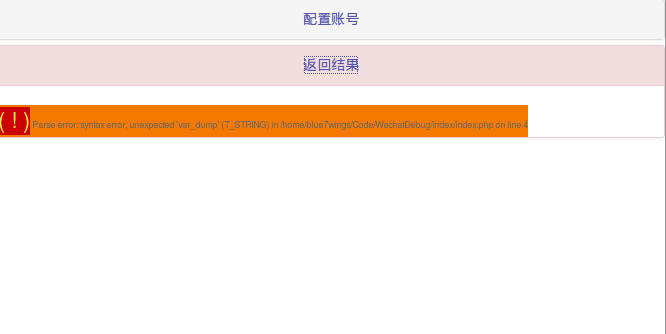 配置账号
返回结果
( ! ) Parse error: syntax error, unexpected 'var_dump' (T_STRING) in /home/blue7wings/Code/WechatDebug/index/index.php on line 4